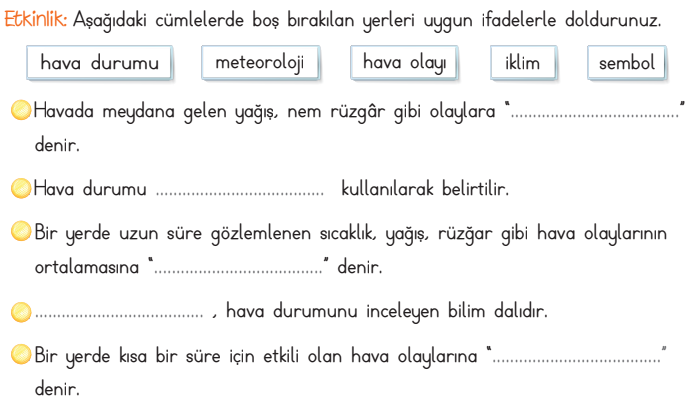 Etkinlik: Aşağıdaki cümlelerde boş bırakılan yerleri uygun ifadelerle doldurunuz.
hava durumu meteoroloji hava olayı iklim sembol
Havada meydana gelen yağış, nem rüzgâr gibi olaylara “......................................”
denir.
Hava durumu ...................................... kullanılarak belirtilir.
Bir yerde uzun süre gözlemlenen sıcaklık, yağış, rüzğar gibi hava olaylarının
ortalamasına “......................................” denir.
...................................... , hava durumunu inceleyen bilim dalıdır.
Bir yerde kısa bir süre için etkili olan hava olaylarına “......................................”
denir.